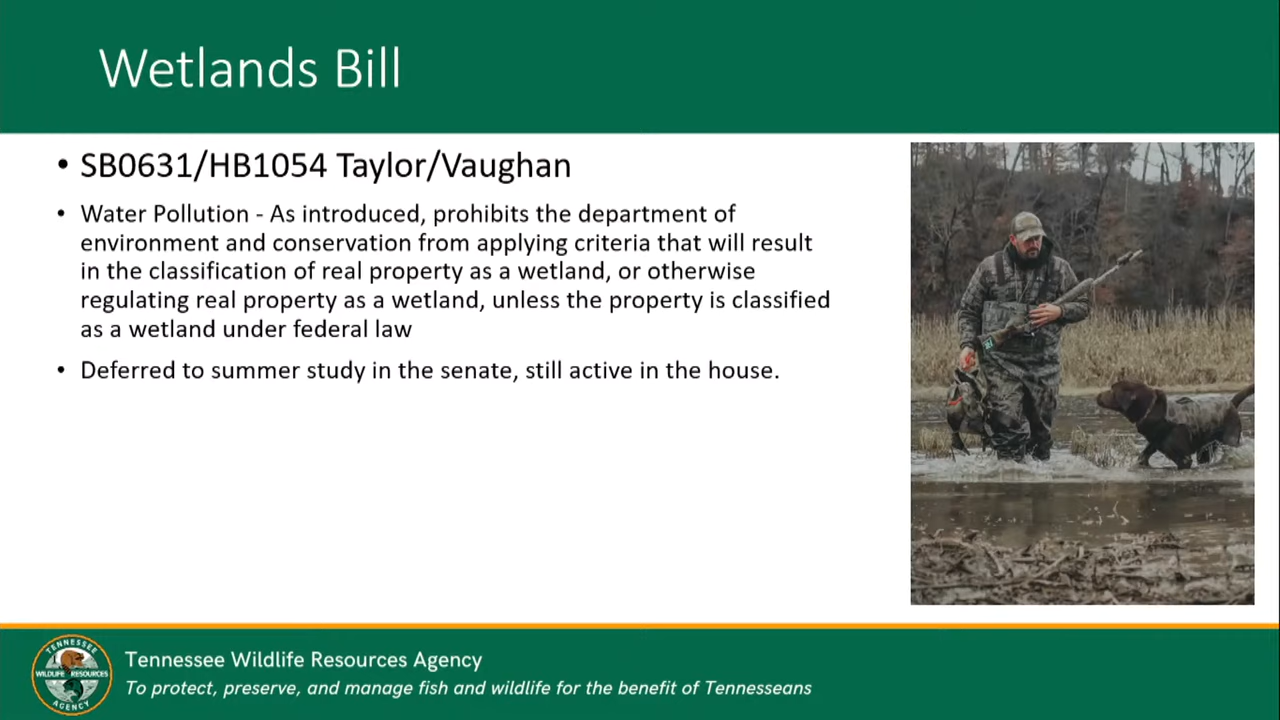 Wetlands Bill
• SB0631/HB1054 Taylor/Vaughan
• Water Pollution - As introduced, prohibits the department of
environment and conservation from applying criteria that will result
in the classification of real property as a wetland, or otherwise
regulating real property as a wetland, unless the property is classified
as a wetland under federal law
• Deferred to summer study in the senate, still active in the house.
TENNESSEE
WILDLIFE RESOURCES
AGENCY
Tennessee Wildlife Resources Agency
To protect, preserve, and manage fish and wildlife for the benefit of Tennesseans